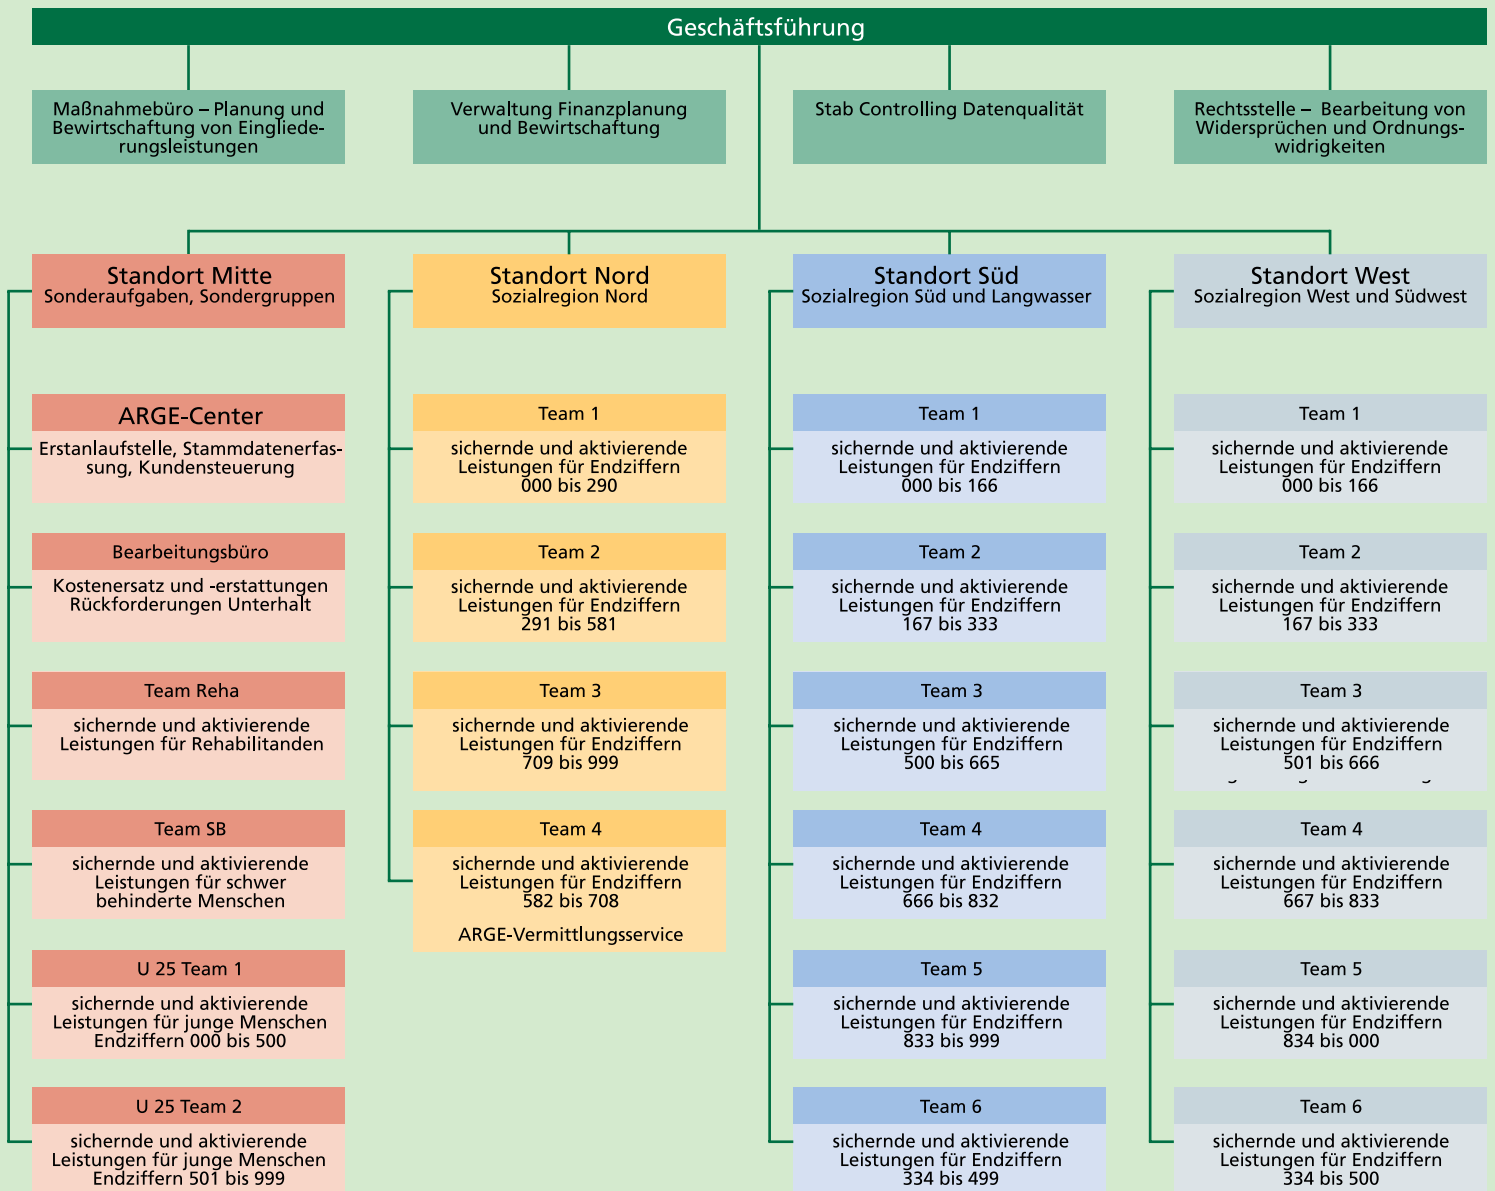 Geschäftsführung
Maßnahmebüro – Planung und
Bewirtschaftung von Eingliede-
rungsleistungen
Verwaltung Finanzplanung
und Bewirtschaftung
Stab Controlling Datenqualität
Rechtsstelle – Bearbeitung von
Widersprüchen und Ordnungs-
widrigkeiten
Standort Mitte
Sonderaufgaben, Sondergruppen
ARGE-Center
Erstanlaufstelle, Stammdatenerfas-
sung, Kundensteuerung
Bearbeitungsbüro
Kostenersatz und -erstattungen
Rückforderungen Unterhalt
Team Reha
sichernde und aktivierende
Leistungen für Rehabilitanden
Team SB
sichernde und aktivierende
Leistungen für schwer
behinderte Menschen
U 25 Team 1
sichernde und aktivierende
Leistungen für junge Menschen
Endziffern 000 bis 500
U 25 Team 2
sichernde und aktivierende
Leistungen für junge Menschen
Endziffern 501 bis 999
Standort Nord
Sozialregion Nord
Team 1
sichernde und aktivierende
Leistungen für Endziffern
000 bis 290
Team 2
sichernde und aktivierende
Leistungen für Endziffern
291 bis 581
Team 3
sichernde und aktivierende
Leistungen für Endziffern
709 bis 999
Team 4
sichernde und aktivierende
Leistungen für Endziffern
582 bis 708
ARGE-Vermittlungsservice
Standort Süd
Sozialregion Süd und Langwasser
Team 1
sichernde und aktivierende
Leistungen für Endziffern
000 bis 166
Team 2
sichernde und aktivierende
Leistungen für Endziffern
167 bis 333
Team 3
sichernde und aktivierende
Leistungen für Endziffern
500 bis 665
Team 4
sichernde und aktivierende
Leistungen für Endziffern
666 bis 832
Team 5
sichernde und aktivierende
Leistungen für Endziffern
833 bis 999
Team 6
sichernde und aktivierende
Leistungen für Endziffern
334 bis 499
Standort West
Sozialregion West und Südwest
Team 1
sichernde und aktivierende
Leistungen für Endziffern
000 bis 166
Team 2
sichernde und aktivierende
Leistungen für Endziffern
167 bis 333
Team 3
sichernde und aktivierende
Leistungen für Endziffern
501 bis 666
Team 4
sichernde und aktivierende
Leistungen für Endziffern
667 bis 833
Team 5
sichernde und aktivierende
Leistungen für Endziffern
834 bis 000
Team 6
sichernde und aktivierende
Leistungen für Endziffern
334 bis 500